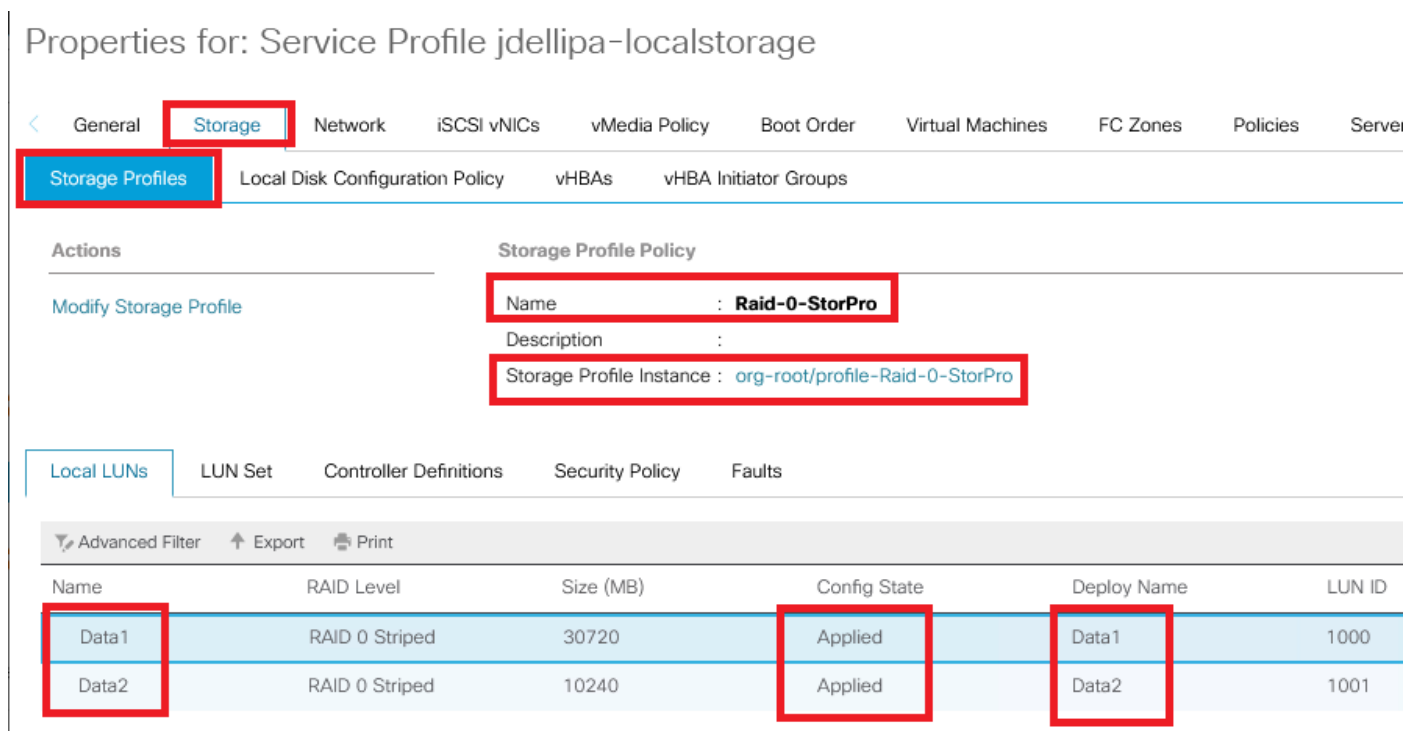 Properties for: Service Profile jdellipa-localstorage
General Storage Network iSCSI vNICs vMedia Policy Boot Order Virtual Machines FC Zones Policies Server
Storage Profiles Local Disk Configuration Policy vHBAs vHBA Initiator Groups
Actions Storage Profile Policy
Modify Storage Profile Name : Raid-0-StorPro
Description :
Storage Profile Instance : org-root/profile-Raid-0-StorPro
Local LUNs LUN Set Controller Definitions Security Policy Faults
Advanced Filter Export Print
Name RAID Level Size (MB) Config State Deploy Name LUN ID
Data1 RAID 0 Striped 30720 Applied Data1 1000
Data2 RAID 0 Striped 10240 Applied Data2 1001